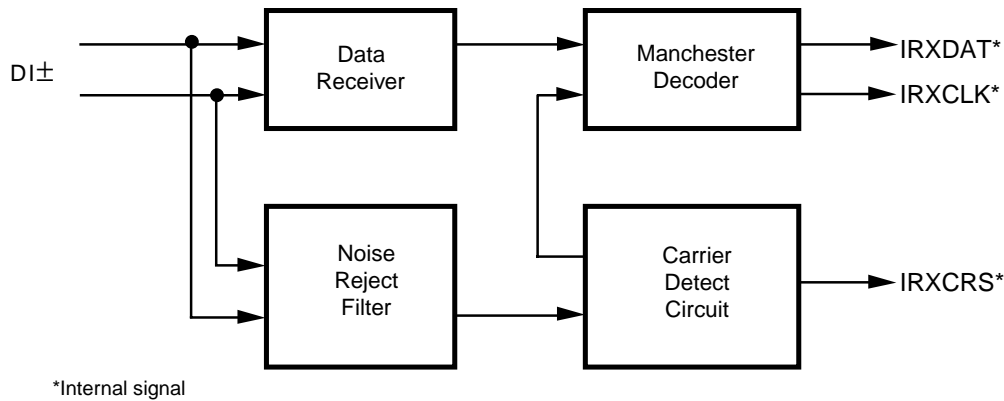 DI±
Data
Receiver
Manchester
Decoder
IRXDAT*
IRXCLK*
Noise
Reject
Filter
Carrier
Detect
Circuit
IRXCRS*
*Internal signal